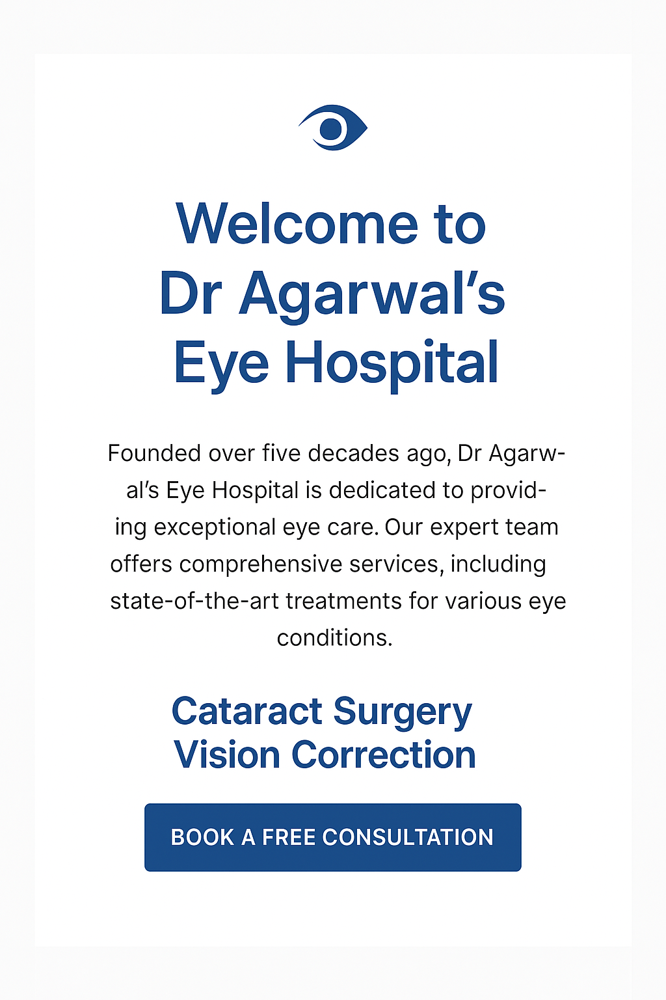 Welcome to
Dr Agarwal’s
Eye Hospital
Founded over five decades ago, Dr Agarw-
al’s Eye Hospital is dedicated to provid-
ing exceptional eye care. Our expert team
offers comprehensive services, including
state-of-the-art treatments for various eye
conditions.
Cataract Surgery
Vision Correction
BOOK A FREE CONSULTATION